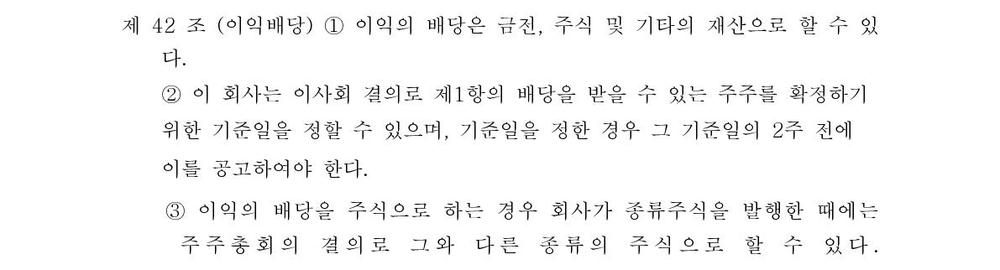 제 42 조 (이익배당) ① 이익의 배당은 금전, 주식 및 기타의 재산으로 할 수 있
다.
② 이 회사는 이사회 결의로 제1항의 배당을 받을 수 있는 주주를 확정하기
위한 기준일을 정할 수 있으며, 기준일을 정한 경우 그 기준일의 2주 전에
이를 공고하여야 한다.
③ 이익의 배당을 주식으로 하는 경우 회사가 종류주식을 발행한 때에는
주주총회의 결의로 그와 다른 종류의 주식으로 할 수 있다.